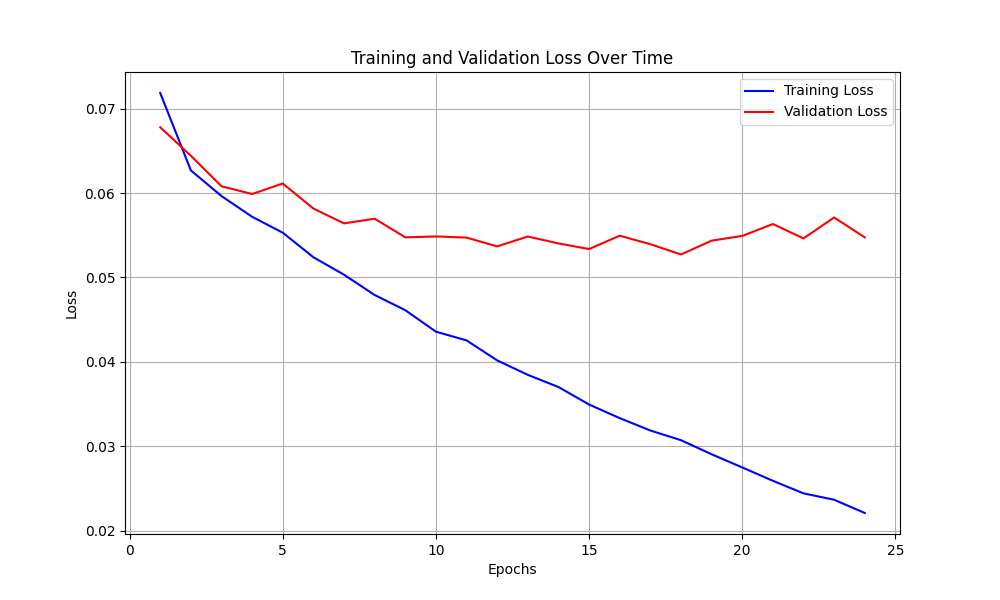 Training and Validation Loss Over Time
Training Loss
Validation Loss
0.07
0.06
0.05
0.04
0.03
0.02
Loss
0 5 10 15 20 25
Epochs